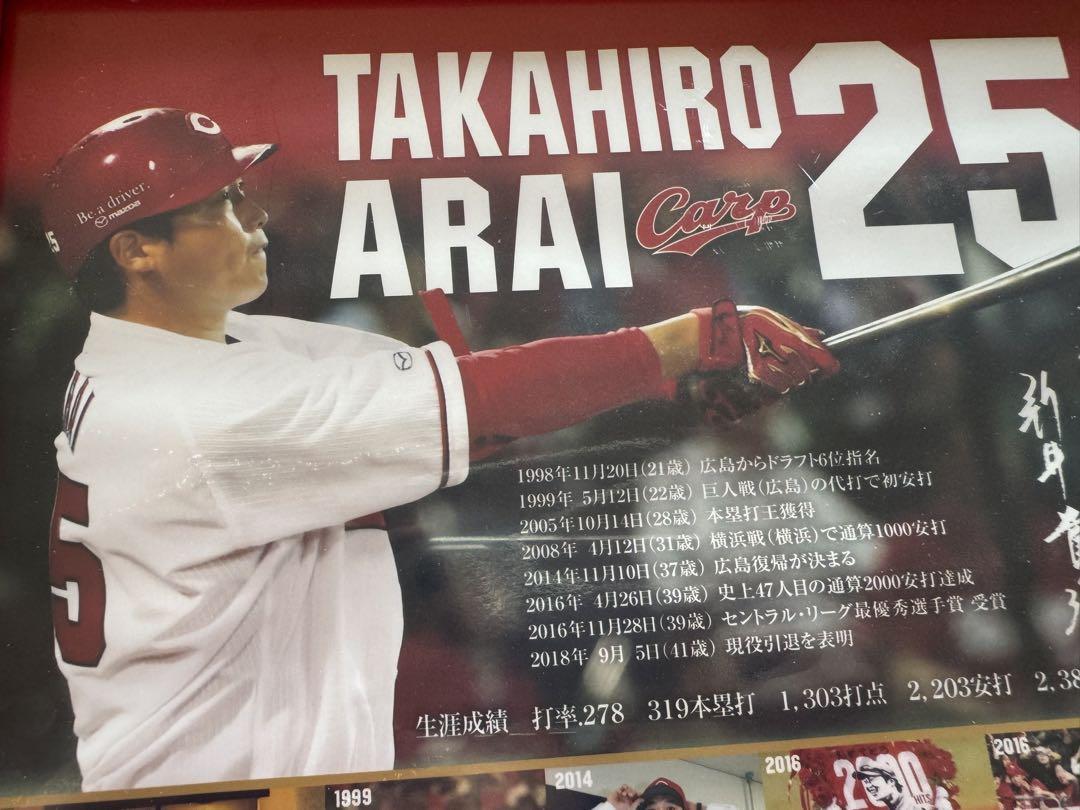 TAKAHIRO
ARAI
Carp
25
Be a driver.
mazda
1998年11月20日(21歳) 広島からドラフト6位指名
1999年 5月12日(22歳) 巨人戦(広島)の代打で初安打
2005年10月14日(28歳) 本塁打王獲得
2008年 4月12日(31歳) 横浜戦(横浜)で通算1000安打
2014年11月10日(37歳) 広島復帰が決まる
2016年 4月26日(39歳) 史上47人目の通算2000安打達成
2016年11月28日(39歳) セントラル・リーグ最優秀選手賞 受賞
2018年 9月 5日(41歳) 現役引退を表明
生涯成績 打率.278 319本塁打 1,303打点 2,203安打 2,38
新井貴浩
5
1999
2014
2016
2000
HITS
2016